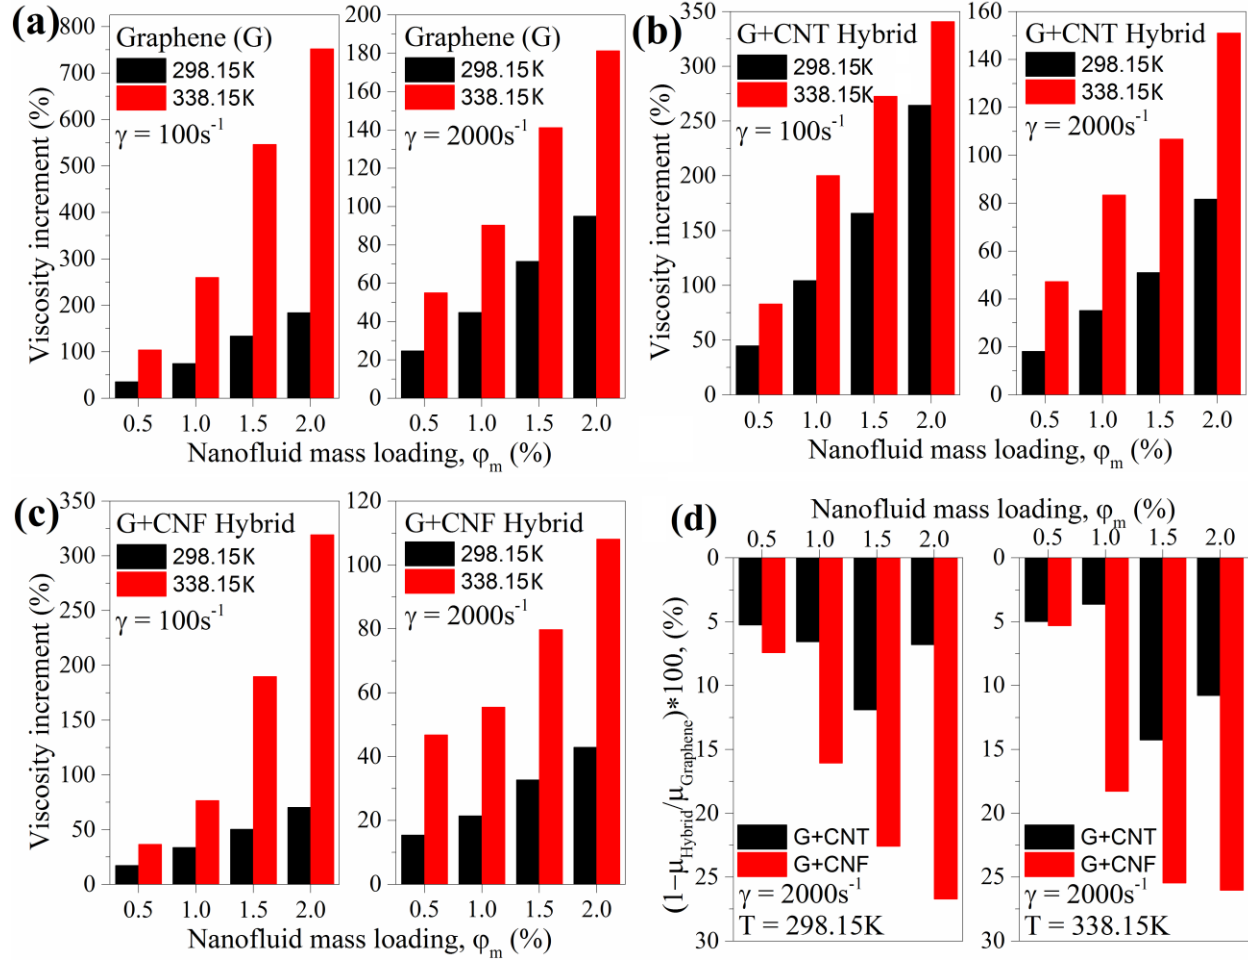 (a)
Graphene (G)
298.15K
338.15K
γ = 100s⁻¹
Viscosity increment (%)
800
750
700
650
600
550
500
450
400
350
300
250
200
150
100
50
0
0.5 1.0 1.5 2.0
Graphene (G)
298.15K
338.15K
γ = 2000s⁻¹
200
180
160
140
120
100
80
60
40
20
0
0.5 1.0 1.5 2.0
Nanofluid mass loading, φm (%)
(b)
G+CNT Hybrid
298.15K
338.15K
γ = 100s⁻¹
Viscosity increment (%)
350
300
250
200
150
100
50
0
0.5 1.0 1.5 2.0
G+CNT Hybrid
298.15K
338.15K
γ = 2000s⁻¹
160
140
120
100
80
60
40
20
0
0.5 1.0 1.5 2.0
Nanofluid mass loading, φm (%)
(c)
G+CNF Hybrid
298.15K
338.15K
γ = 100s⁻¹
Viscosity increment (%)
350
300
250
200
150
100
50
0
0.5 1.0 1.5 2.0
G+CNF Hybrid
298.15K
338.15K
γ = 2000s⁻¹
120
100
80
60
40
20
0
0.5 1.0 1.5 2.0
Nanofluid mass loading, φm (%)
(d)
Nanofluid mass loading, φm (%)
0.5 1.0 1.5 2.0
0
5
10
15
20
25
30
(1−μHybrid/μGraphene)*100, (%)
G+CNT
G+CNF
γ = 2000s⁻¹
T = 298.15K
0.5 1.0 1.5 2.0
0
5
10
15
20
25
30
G+CNT
G+CNF
γ = 2000s⁻¹
T = 338.15K